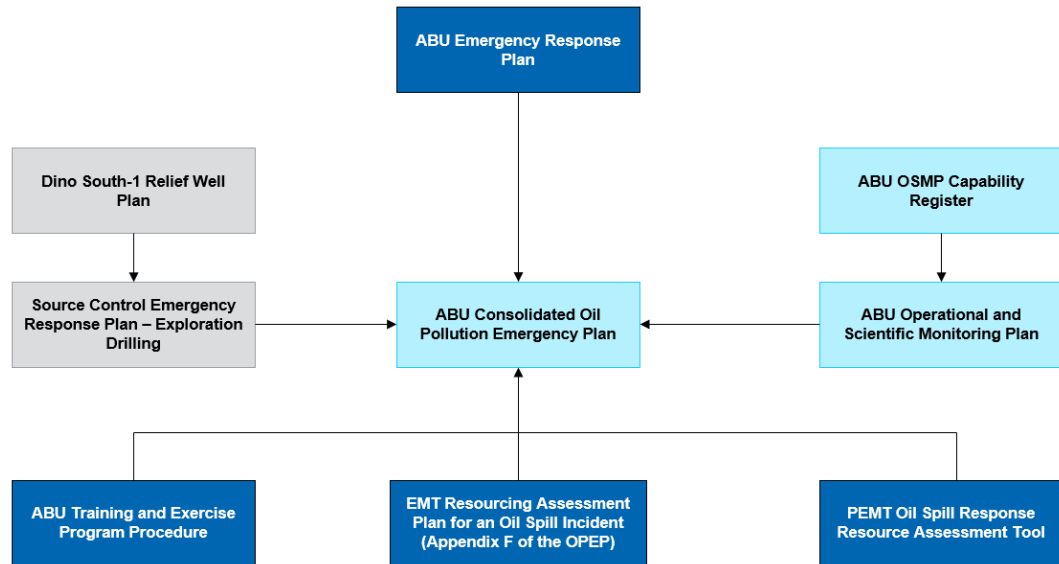 ABU Emergency Response
Plan
Dino South-1 Relief Well
Plan
ABU OSMP Capability
Register
Source Control Emergency
Response Plan – Exploration
Drilling
ABU Consolidated Oil
Pollution Emergency Plan
ABU Operational and
Scientific Monitoring Plan
ABU Training and Exercise
Program Procedure
EMT Resourcing Assessment
Plan for an Oil Spill Incident
(Appendix F of the OPEP)
PEMT Oil Spill Response
Resource Assessment Tool